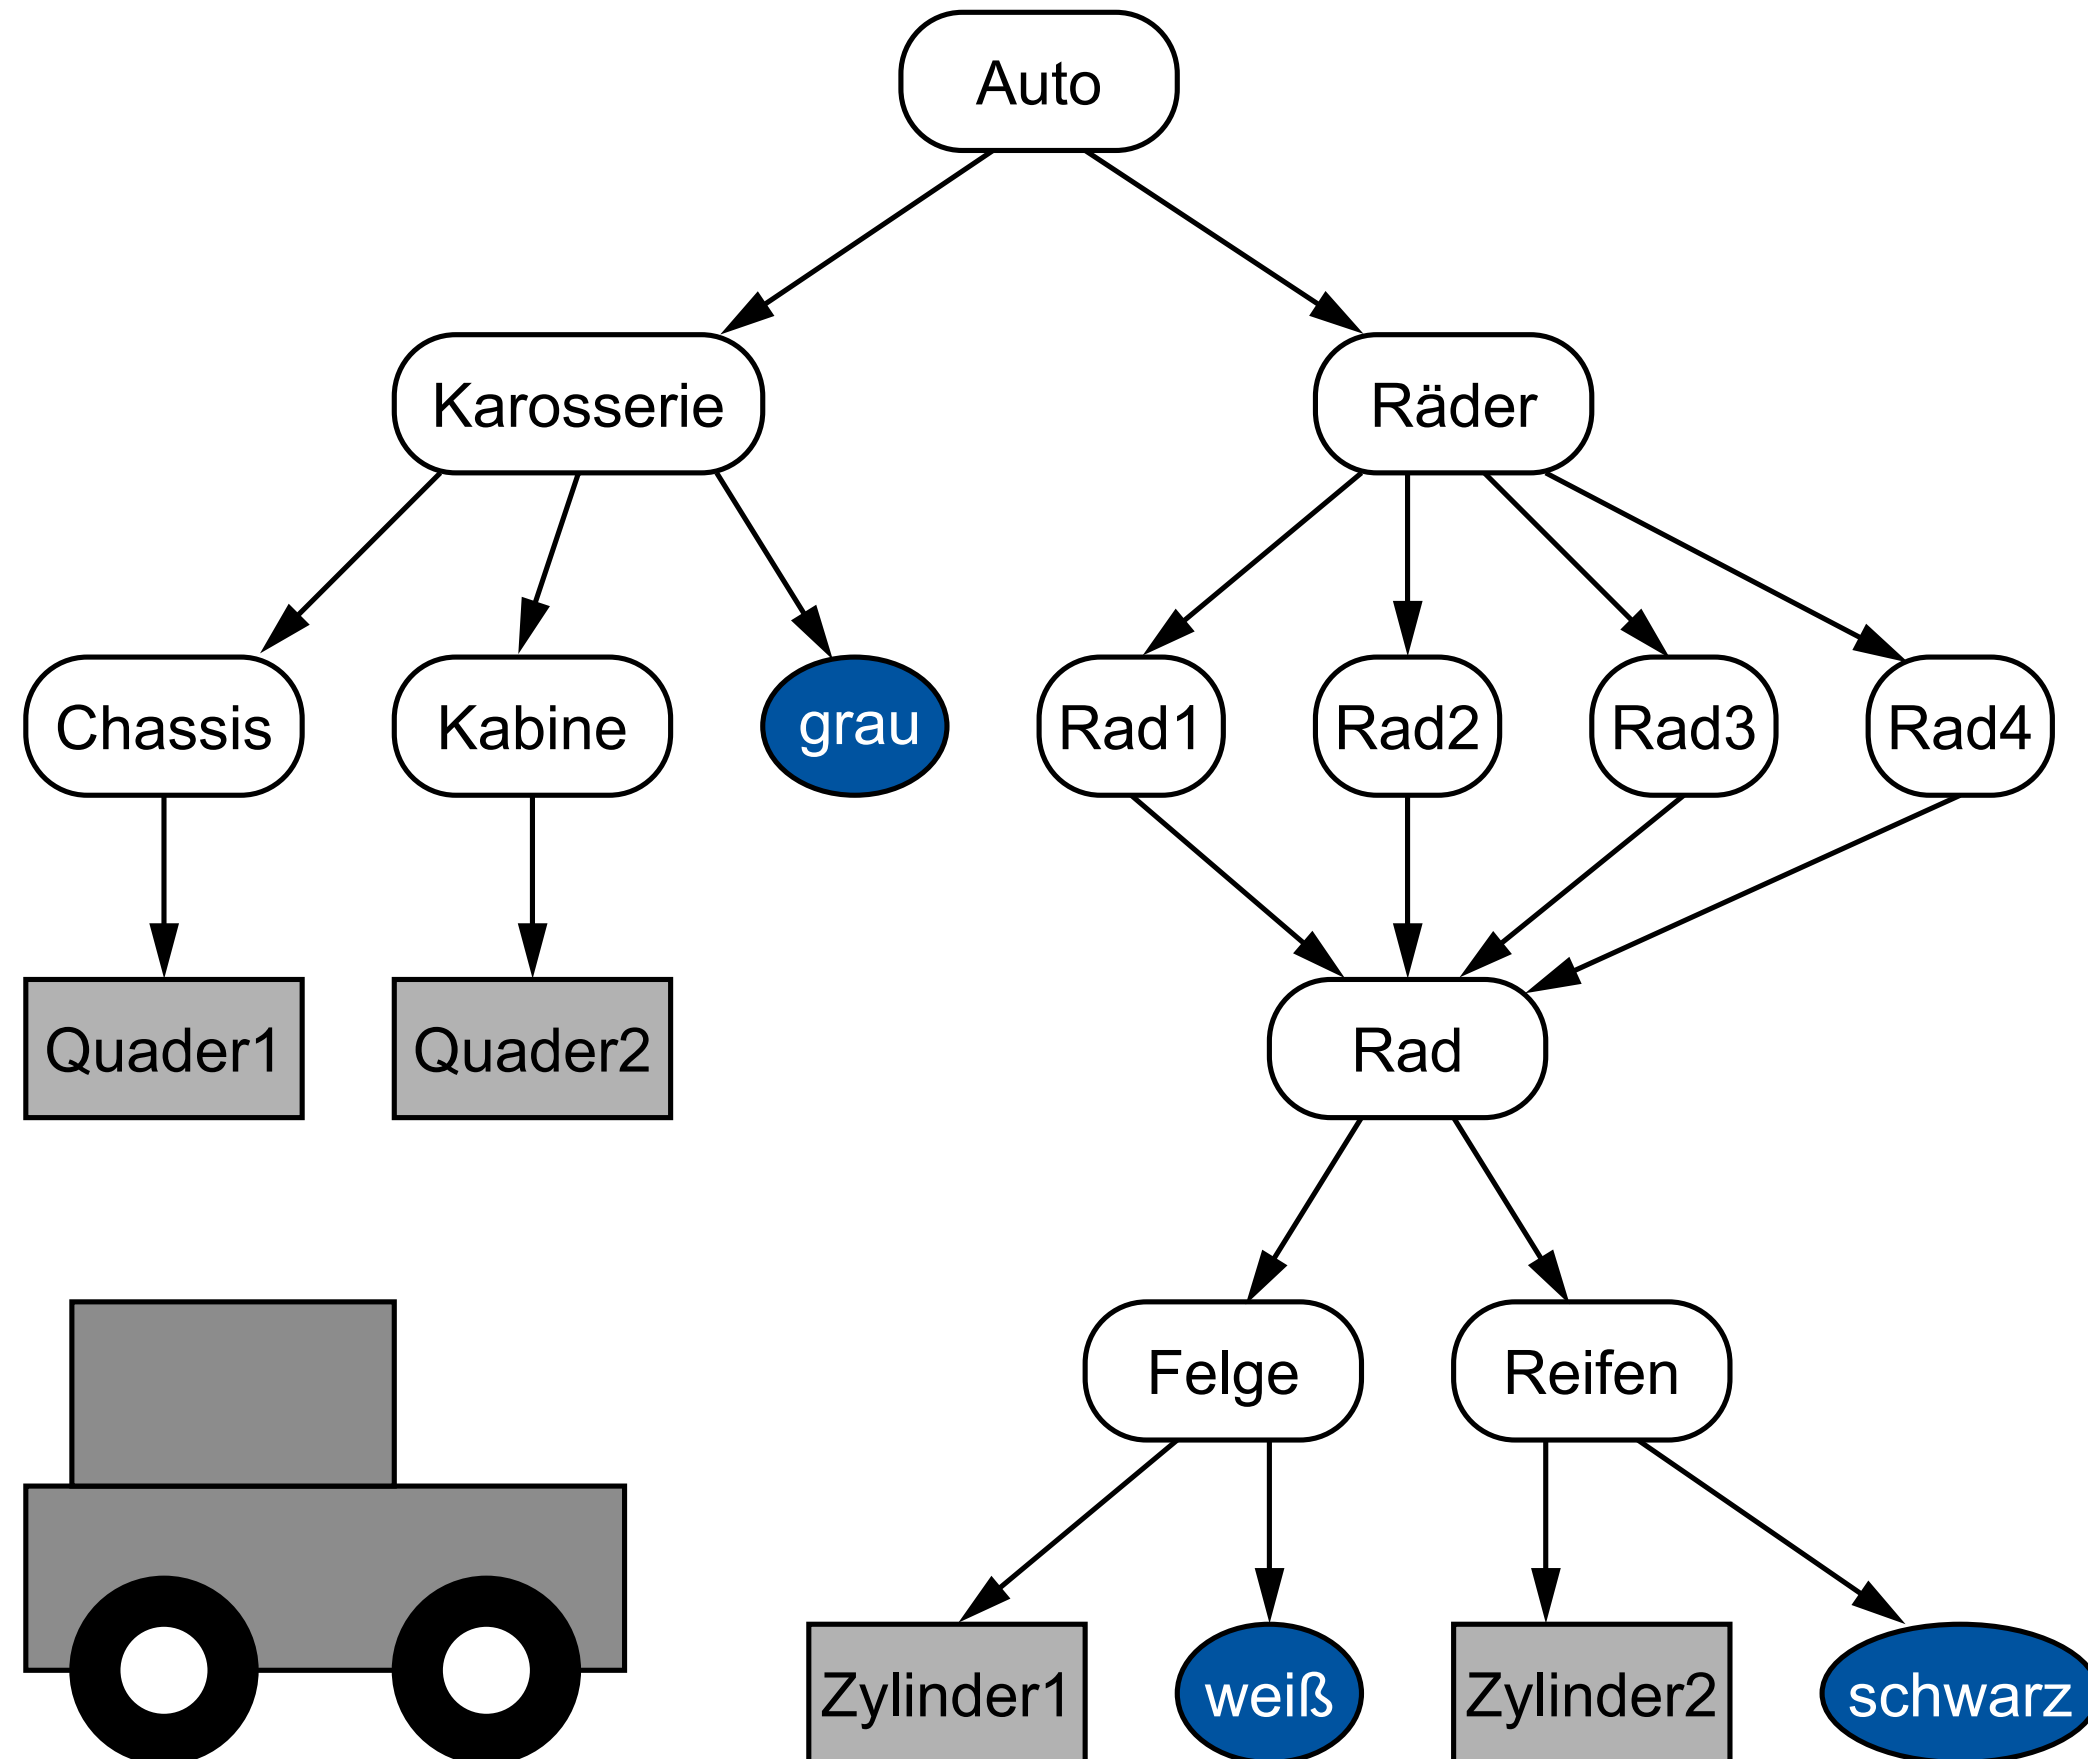 Auto
Karosserie
Räder
Chassis
Kabine
grau
Rad1
Rad2
Rad3
Rad4
Quader1
Quader2
Rad
Felge
Reifen
Zylinder1
weiß
Zylinder2
schwarz